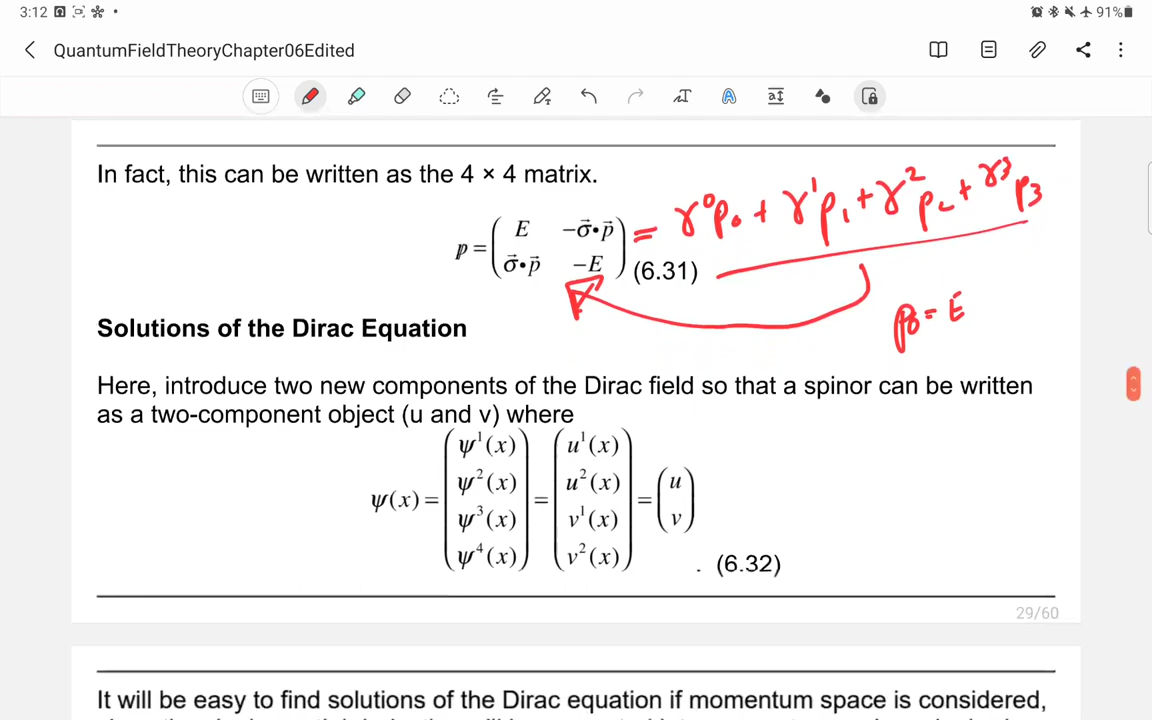 3:12
91%
QuantumFieldTheoryChapter06Edited
In fact, this can be written as the 4 × 4 matrix.
p̸ = ( E −σ⃗•p⃗ ; σ⃗•p⃗ −E ) = γ⁰p₀ + γ¹p₁ + γ²p₂ + γ³p₃
(6.31)
p₀ = E
Solutions of the Dirac Equation
Here, introduce two new components of the Dirac field so that a spinor can be written
as a two-component object (u and v) where
ψ(x) = ( ψ¹(x) ; ψ²(x) ; ψ³(x) ; ψ⁴(x) ) = ( u¹(x) ; u²(x) ; v¹(x) ; v²(x) ) = ( u ; v )
. (6.32)
29/60
It will be easy to find solutions of the Dirac equation if momentum space is considered,